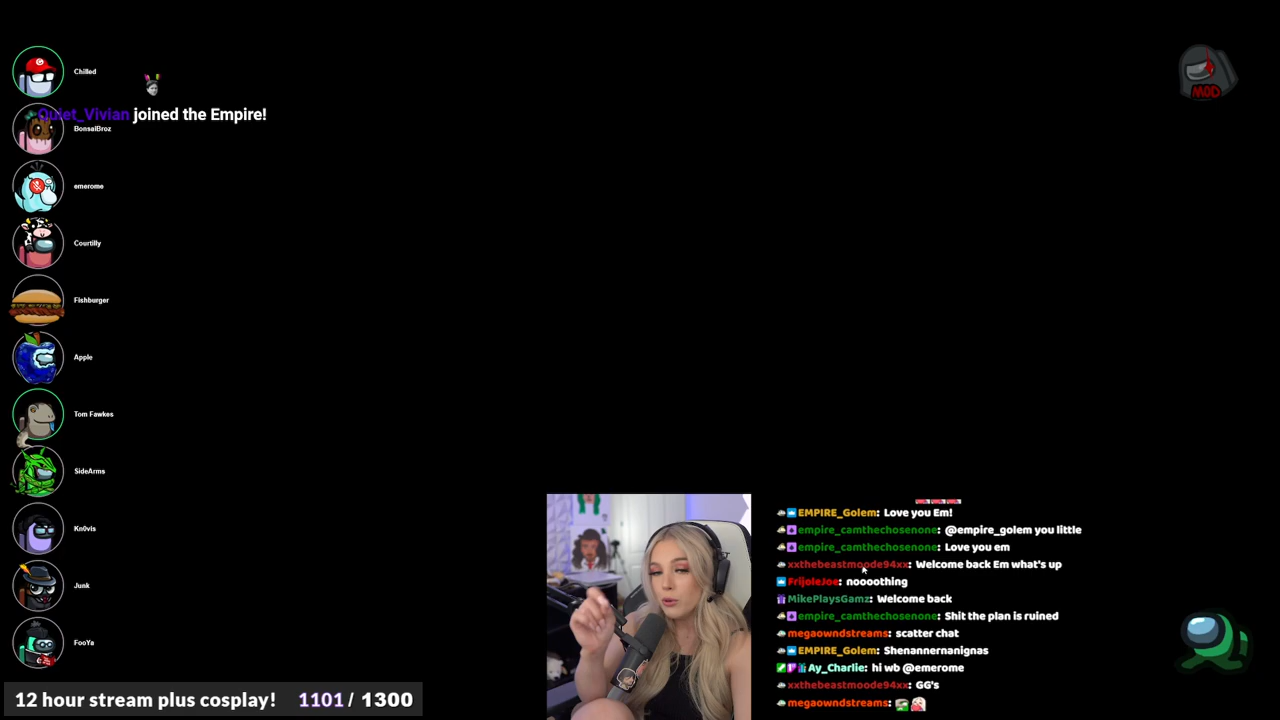 Chilled
Quiet_Vivian joined the Empire!
BonsaiBroz
emerome
Courtilly
Fishburger
Apple
Tom Fawkes
SideArms
Kn0vis
Junk
FooYa
12 hour stream plus cosplay! 1101 / 1300
MOD
EMPIRE_Golem: Love you Em!
empire_camthechosenone: @empire_golem you little
empire_camthechosenone: Love you em
xxthebeastmoode94xx: Welcome back Em what's up
FrijoleJoe: noooothing
MikePlaysGamz: Welcome back
empire_camthechosenone: Shit the plan is ruined
megaowndstreams: scatter chat
EMPIRE_Golem: Shenannernanignas
Ay_Charlie: hi wb @emerome
xxthebeastmoode94xx: GG's
megaowndstreams: